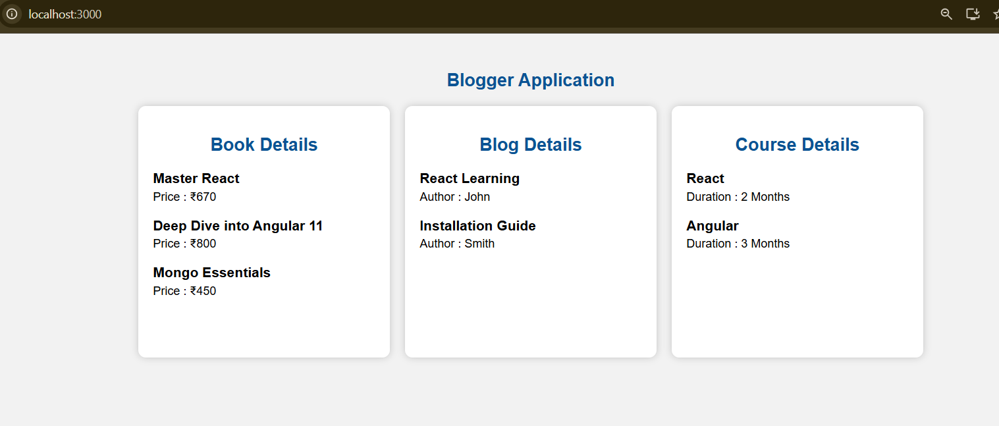 localhost:3000
Blogger Application
Book Details
Master React
Price : ₹670
Deep Dive into Angular 11
Price : ₹800
Mongo Essentials
Price : ₹450
Blog Details
React Learning
Author : John
Installation Guide
Author : Smith
Course Details
React
Duration : 2 Months
Angular
Duration : 3 Months